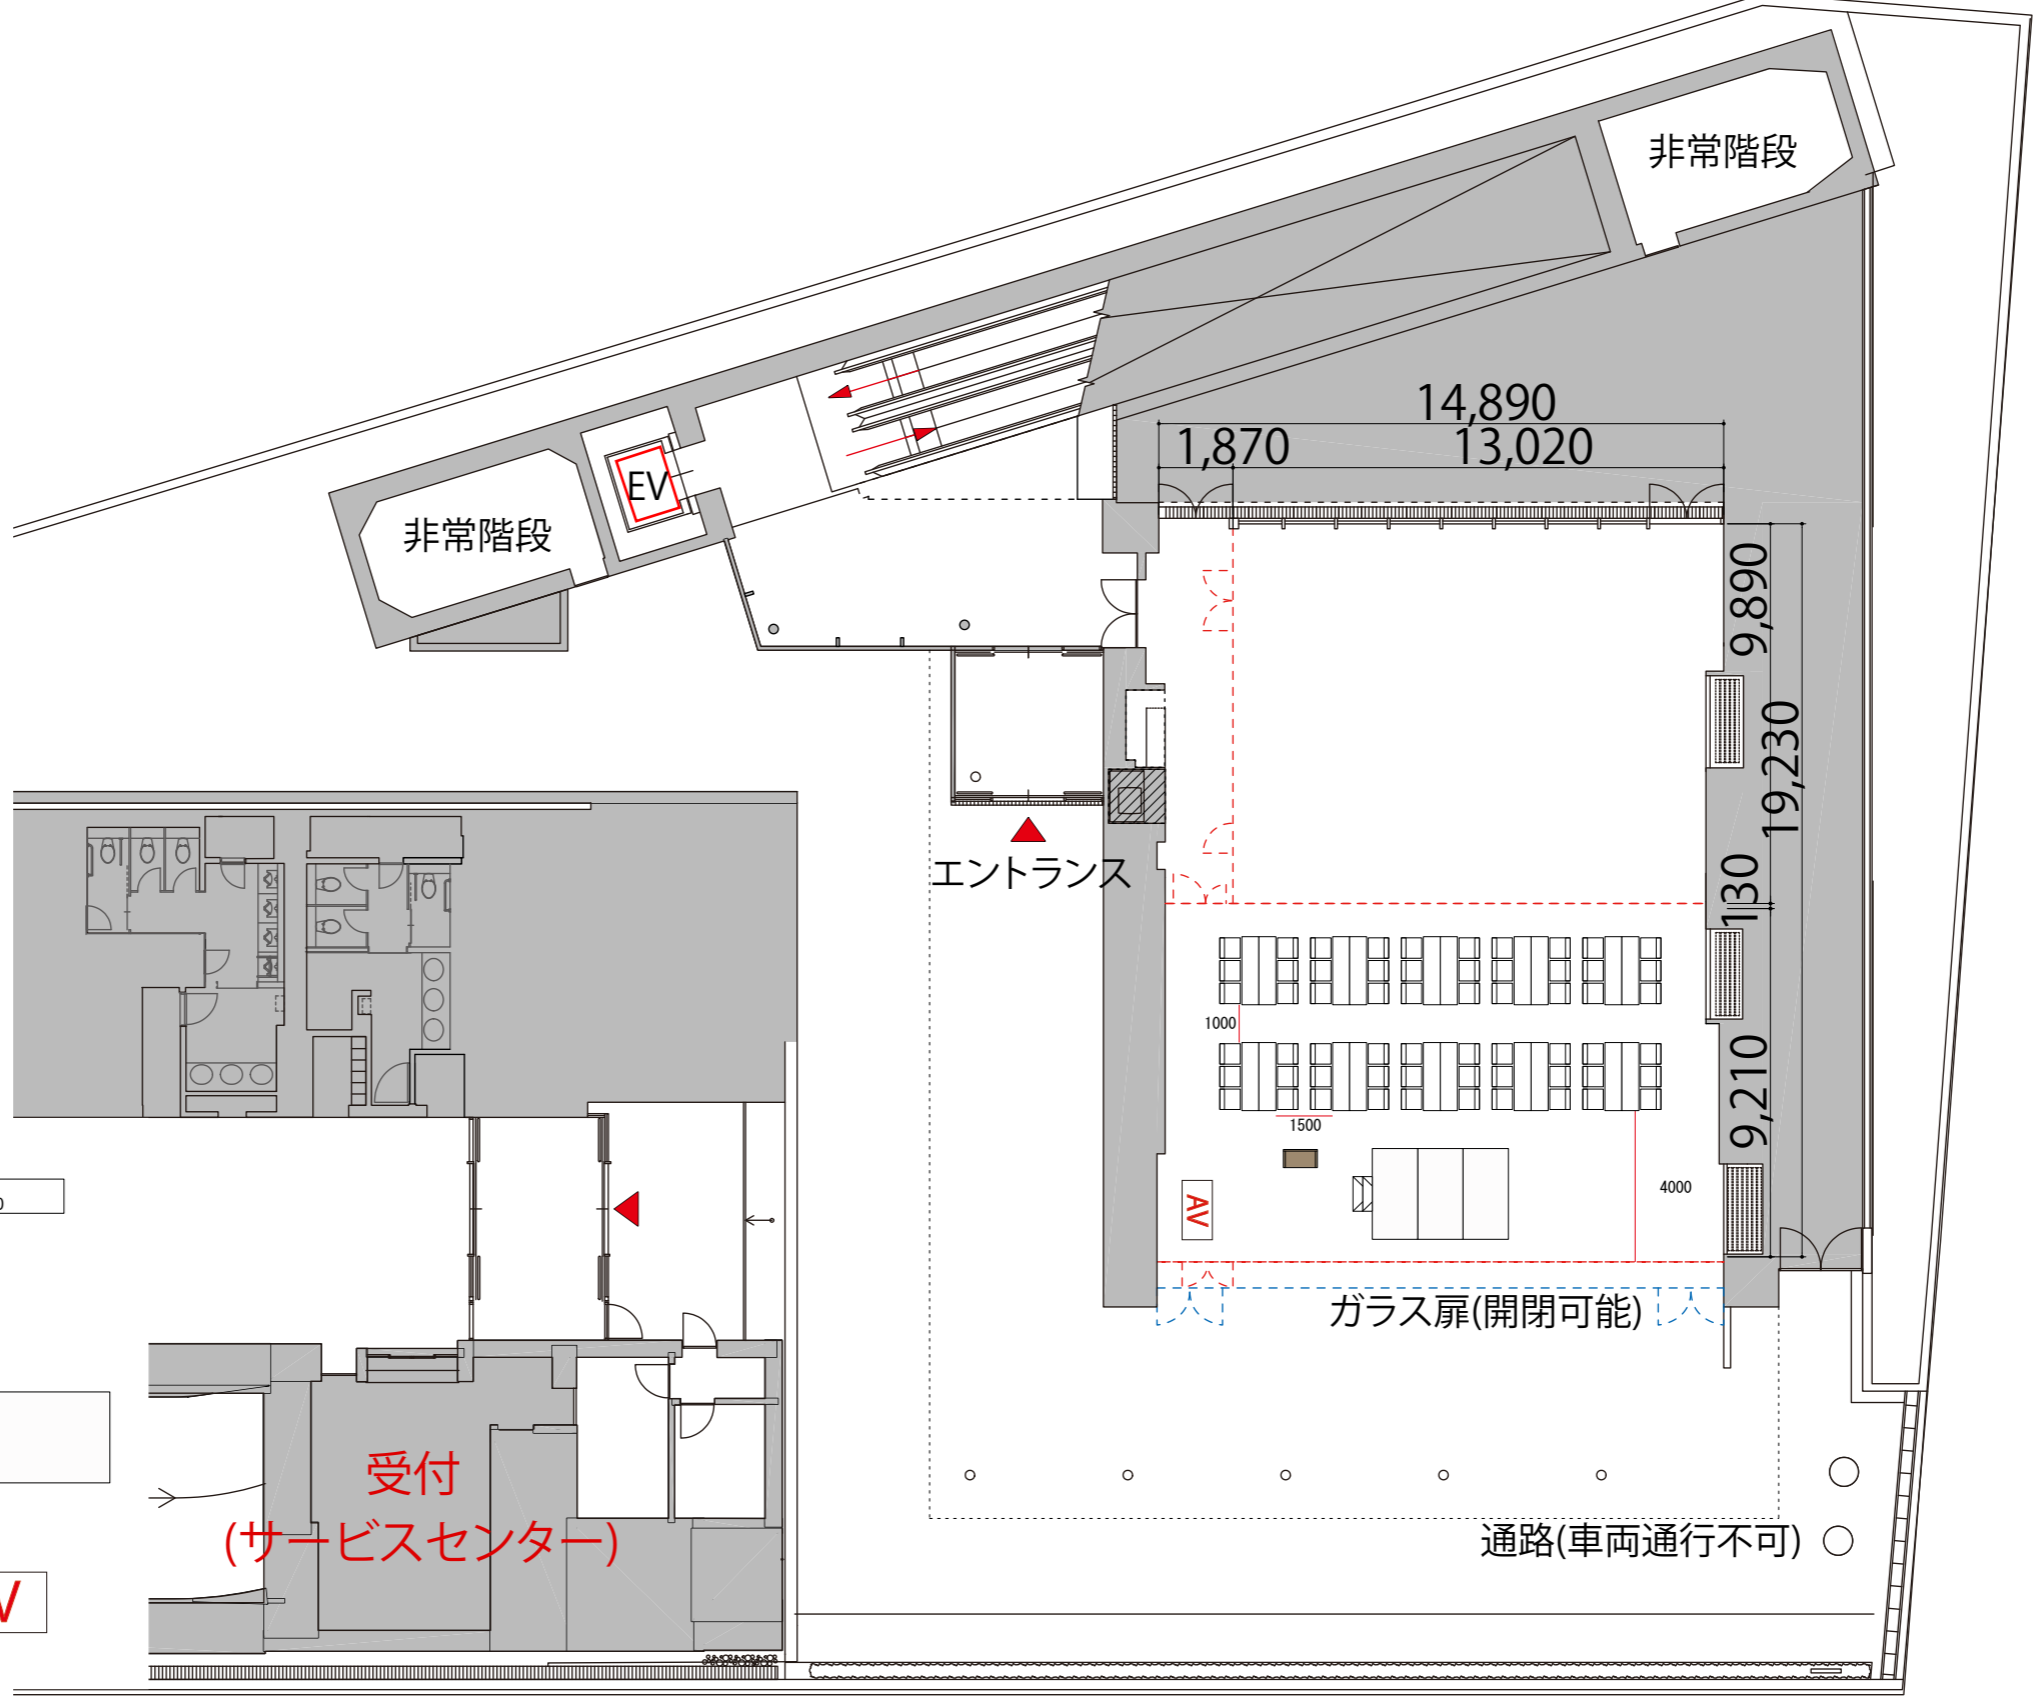 非常階段
14,890
1,870
13,020
EV
非常階段
9,890
19,230
エントランス
130
1000
9,210
1500
4000
AV
ガラス扉(開閉可能)
受付
(サービスセンター)
通路(車両通行不可)